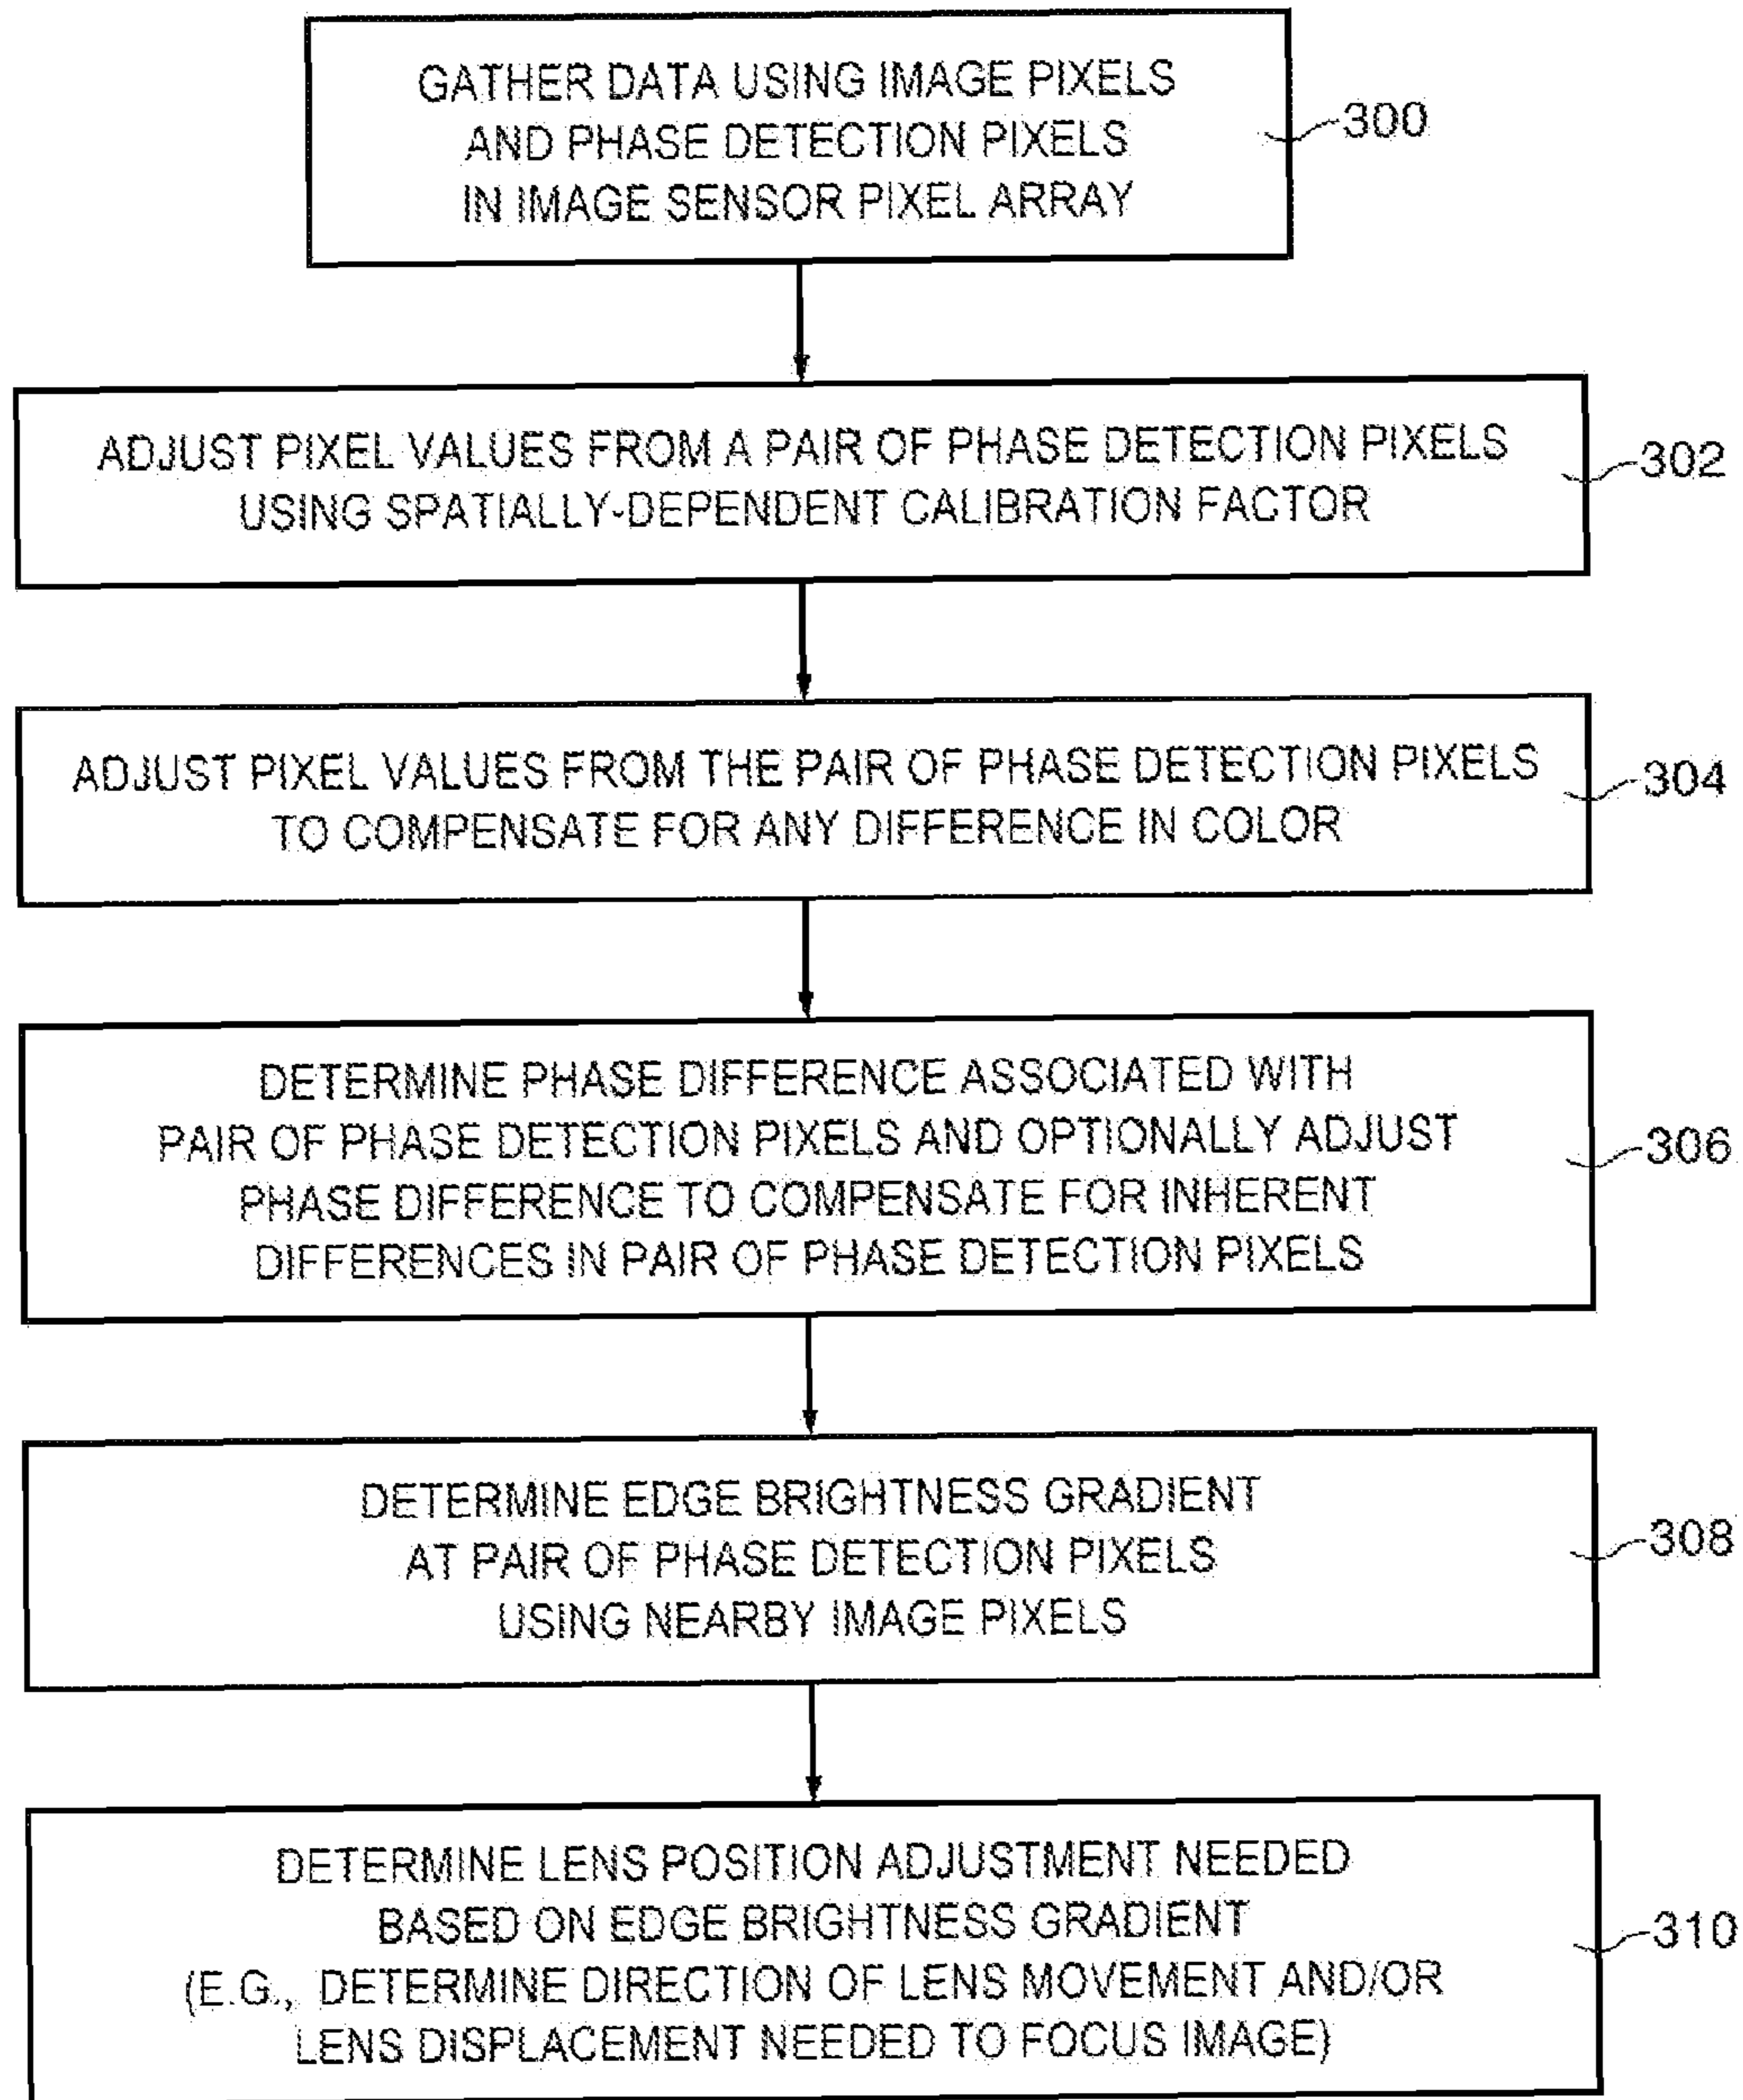 GATHER DATA USING IMAGE PIXELS
AND PHASE DETECTION PIXELS
IN IMAGE SENSOR PIXEL ARRAY
300
ADJUST PIXEL VALUES FROM A PAIR OF PHASE DETECTION PIXELS
USING SPATIALLY-DEPENDENT CALIBRATION FACTOR
302
ADJUST PIXEL VALUES FROM THE PAIR OF PHASE DETECTION PIXELS
TO COMPENSATE FOR ANY DIFFERENCE IN COLOR
304
DETERMINE PHASE DIFFERENCE ASSOCIATED WITH
PAIR OF PHASE DETECTION PIXELS AND OPTIONALLY ADJUST
PHASE DIFFERENCE TO COMPENSATE FOR INHERENT
DIFFERENCES IN PAIR OF PHASE DETECTION PIXELS
306
DETERMINE EDGE BRIGHTNESS GRADIENT
AT PAIR OF PHASE DETECTION PIXELS
USING NEARBY IMAGE PIXELS
308
DETERMINE LENS POSITION ADJUSTMENT NEEDED
BASED ON EDGE BRIGHTNESS GRADIENT
(E.G., DETERMINE DIRECTION OF LENS MOVEMENT AND/OR
LENS DISPLACEMENT NEEDED TO FOCUS IMAGE)
310